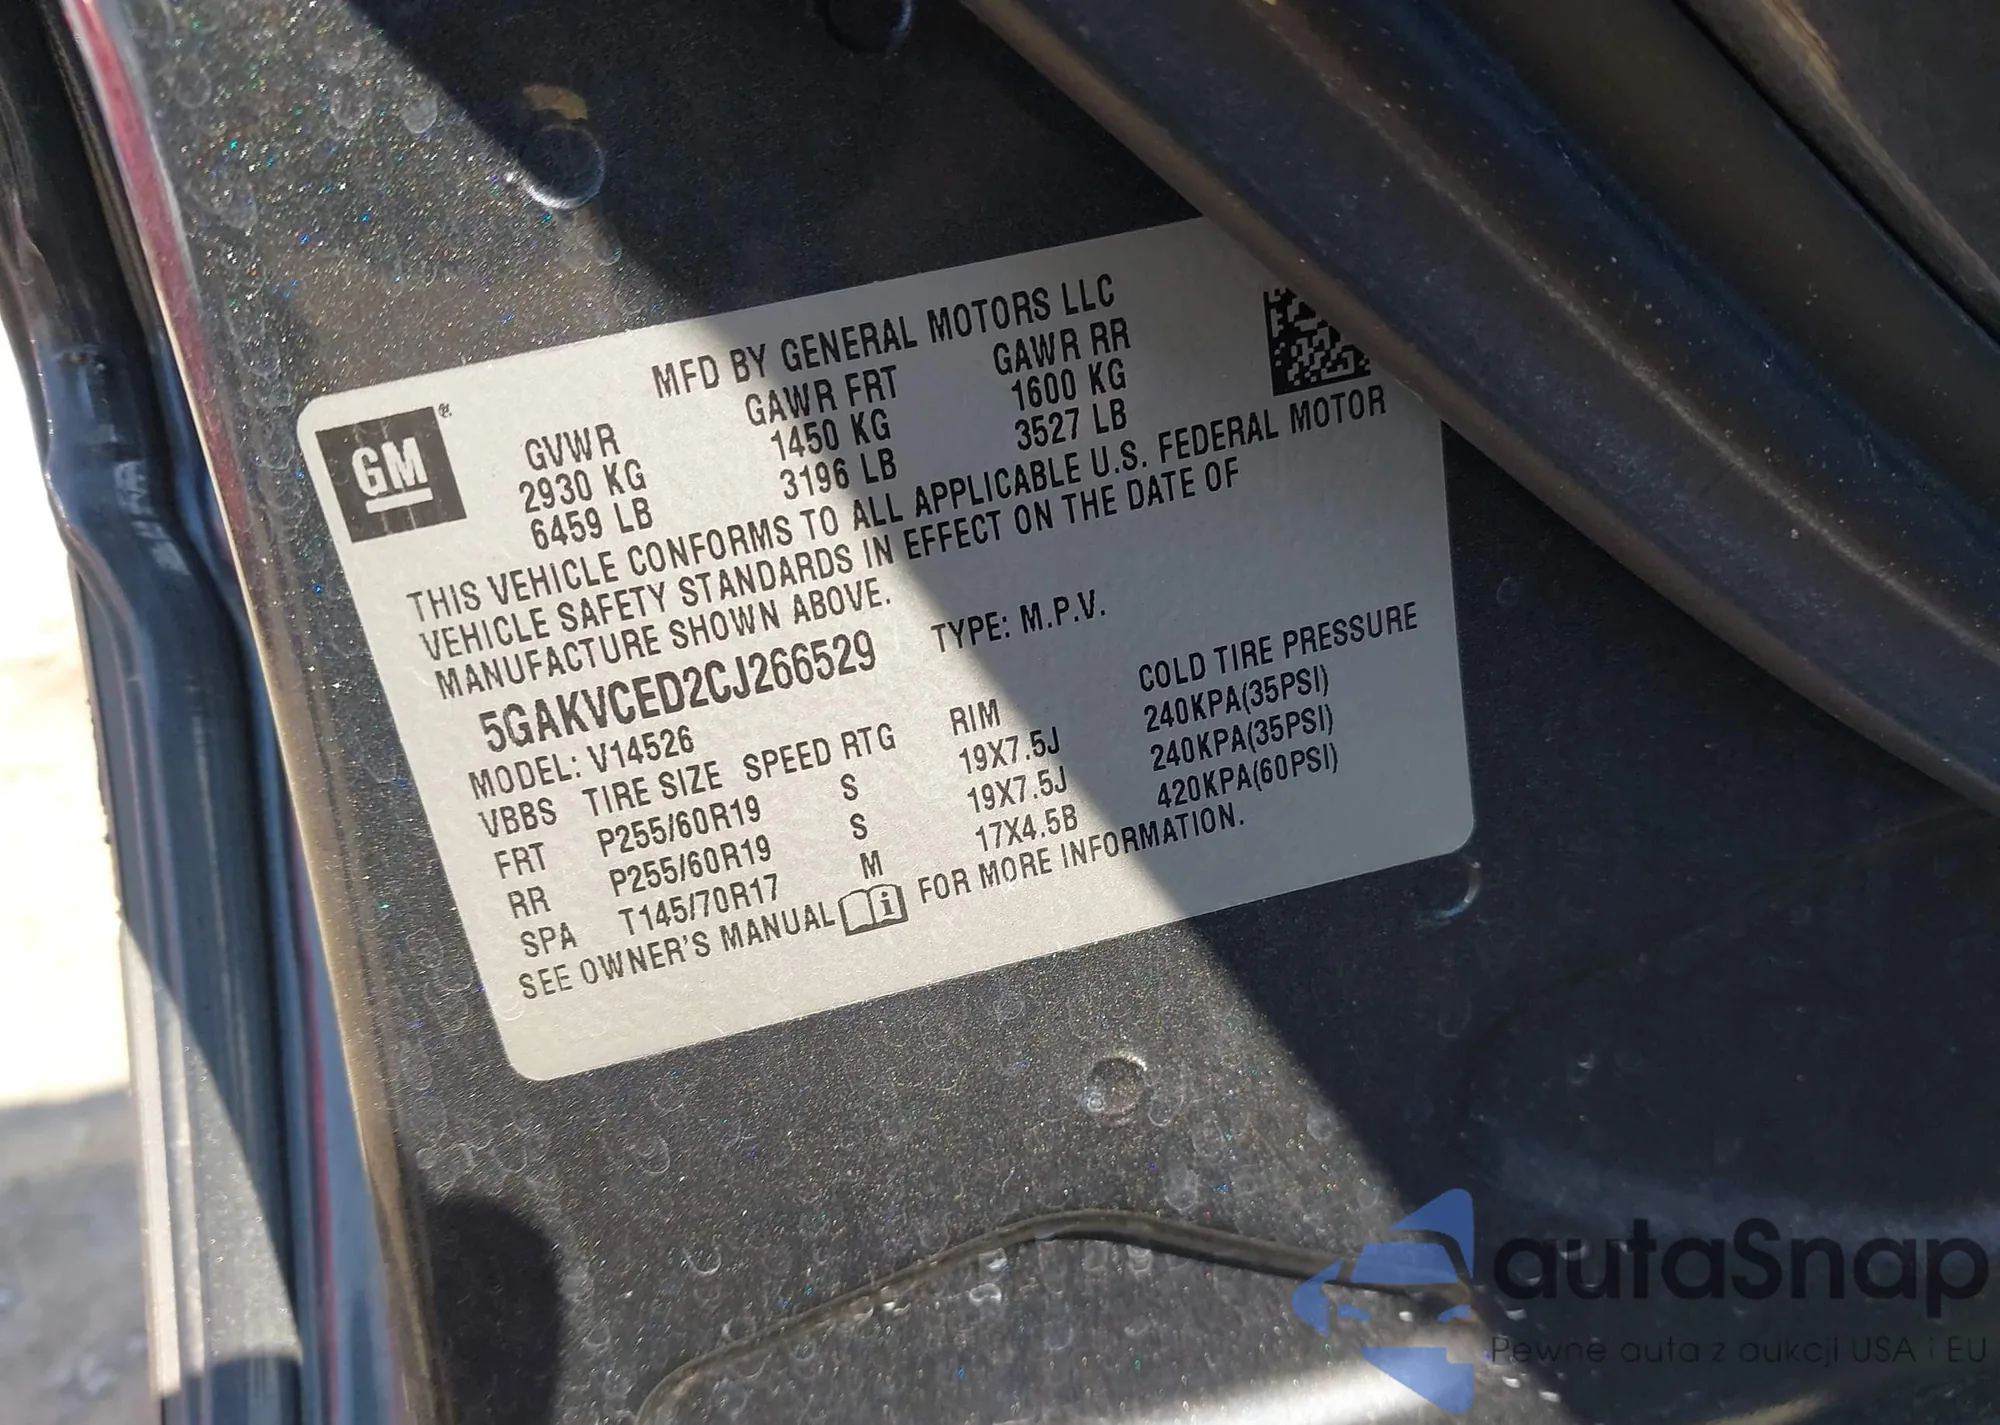 MFD BY GENERAL MOTORS LLC
GM ®
GVWR GAWR FRT GAWR RR
2930 KG 1450 KG 1600 KG
6459 LB 3196 LB 3527 LB
THIS VEHICLE CONFORMS TO ALL APPLICABLE U.S. FEDERAL MOTOR
VEHICLE SAFETY STANDARDS IN EFFECT ON THE DATE OF
MANUFACTURE SHOWN ABOVE.
5GAKVCED2CJ266529 TYPE: M.P.V.
MODEL: V14526
VBBS TIRE SIZE SPEED RTG RIM COLD TIRE PRESSURE
FRT P255/60R19 S 19X7.5J 240KPA(35PSI)
RR P255/60R19 S 19X7.5J 240KPA(35PSI)
SPA T145/70R17 M 17X4.5B 420KPA(60PSI)
SEE OWNER'S MANUAL i FOR MORE INFORMATION.
autaSnap
Pewne auta z aukcji USA i EU